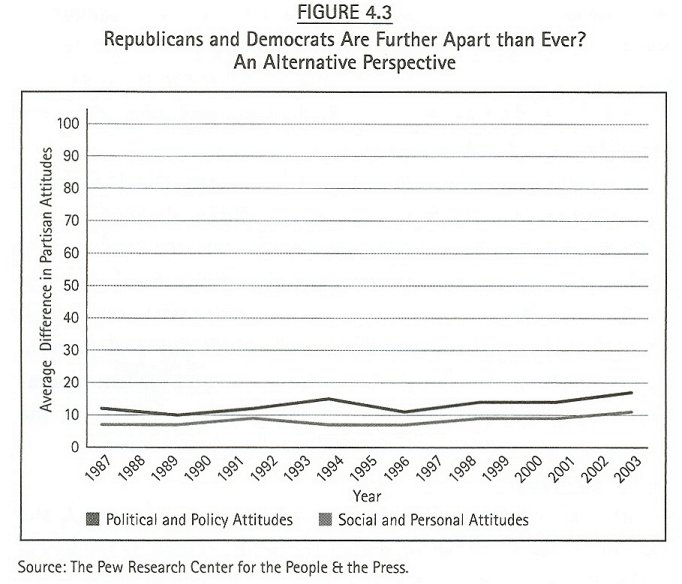 FIGURE 4.3
Republicans and Democrats Are Further Apart than Ever?
An Alternative Perspective
Average Difference in Partisan Attitudes
100
90
80
70
60
50
40
30
20
10
0
1987 1988 1989 1990 1991 1992 1993 1994 1995 1996 1997 1998 1999 2000 2001 2002 2003
Year
Political and Policy Attitudes Social and Personal Attitudes
Source: The Pew Research Center for the People & the Press.